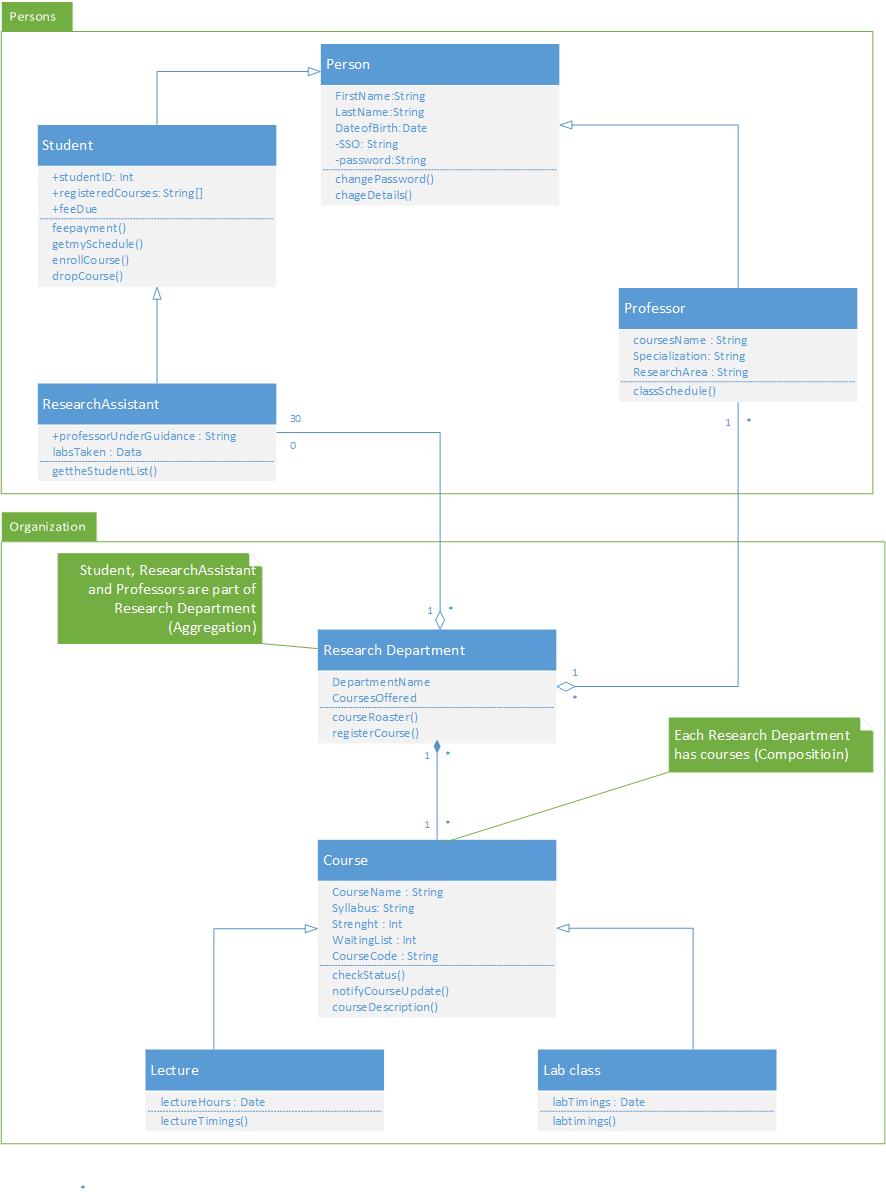 Persons
Person
FirstName:String
LastName:String
DateofBirth:Date
-SSO: String
-password:String
changePassword()
chageDetails()
Student
+studentID: Int
+registeredCourses: String[]
+feeDue
feepayment()
getmySchedule()
enrollCourse()
dropCourse()
Professor
coursesName : String
Specialization: String
ResearchArea : String
classSchedule()
1 *
ResearchAssistant
+professorUnderGuidance : String
labsTaken : Data
gettheStudentList()
30
0
Organization
Student, ResearchAssistant
and Professors are part of
Research Department
(Aggregation)
1 *
Research Department
DepartmentName
CoursesOffered
courseRoaster()
registerCourse()
1
*
1 *
Each Research Department
has courses (Compositioin)
1 *
Course
CourseName : String
Syllabus: String
Strenght : Int
WaitingList : Int
CourseCode : String
checkStatus()
notifyCourseUpdate()
courseDescription()
Lecture
lectureHours : Date
lectureTimings()
Lab class
labTimings : Date
labtimings()
*